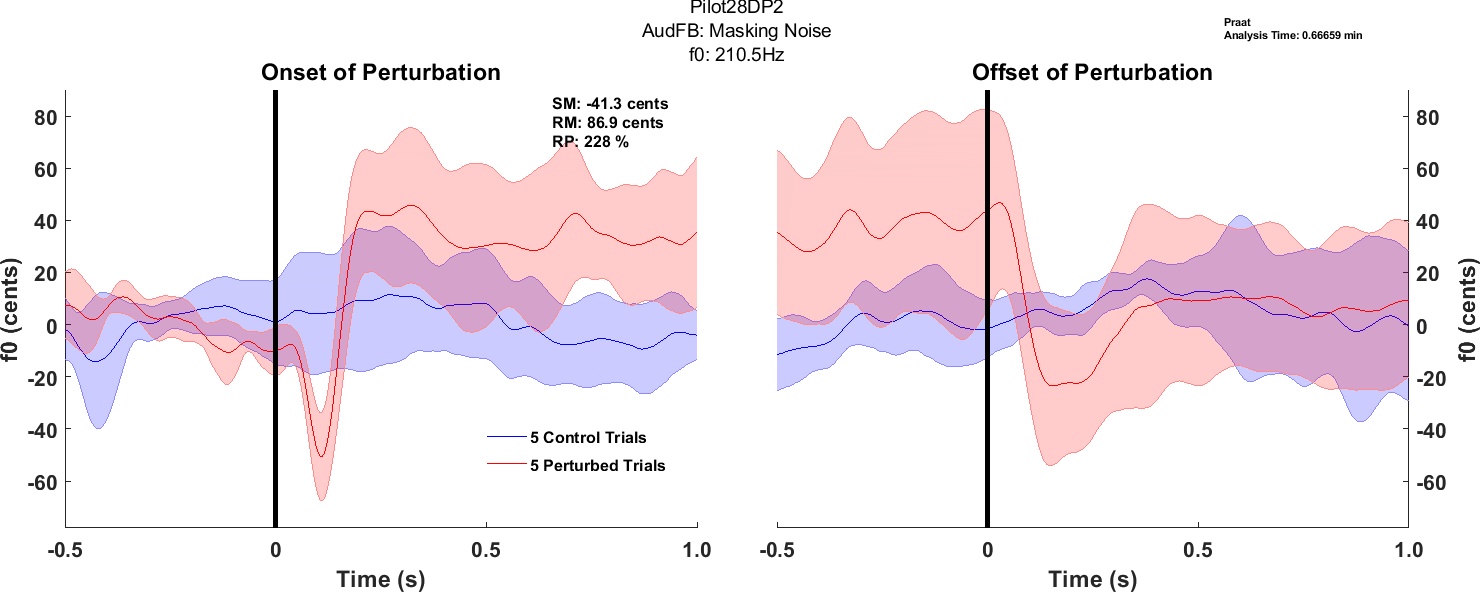 Pilot28DP2
AudFB: Masking Noise
f0: 210.5Hz
Praat
Analysis Time: 0.66659 min
Onset of Perturbation
SM: -41.3 cents
RM: 86.9 cents
RP: 228 %
80
60
40
20
0
-20
-40
-60
f0 (cents)
5 Control Trials
5 Perturbed Trials
-0.5
0
0.5
1.0
Time (s)
Offset of Perturbation
80
60
40
20
0
-20
-40
-60
f0 (cents)
-0.5
0
0.5
1.0
Time (s)